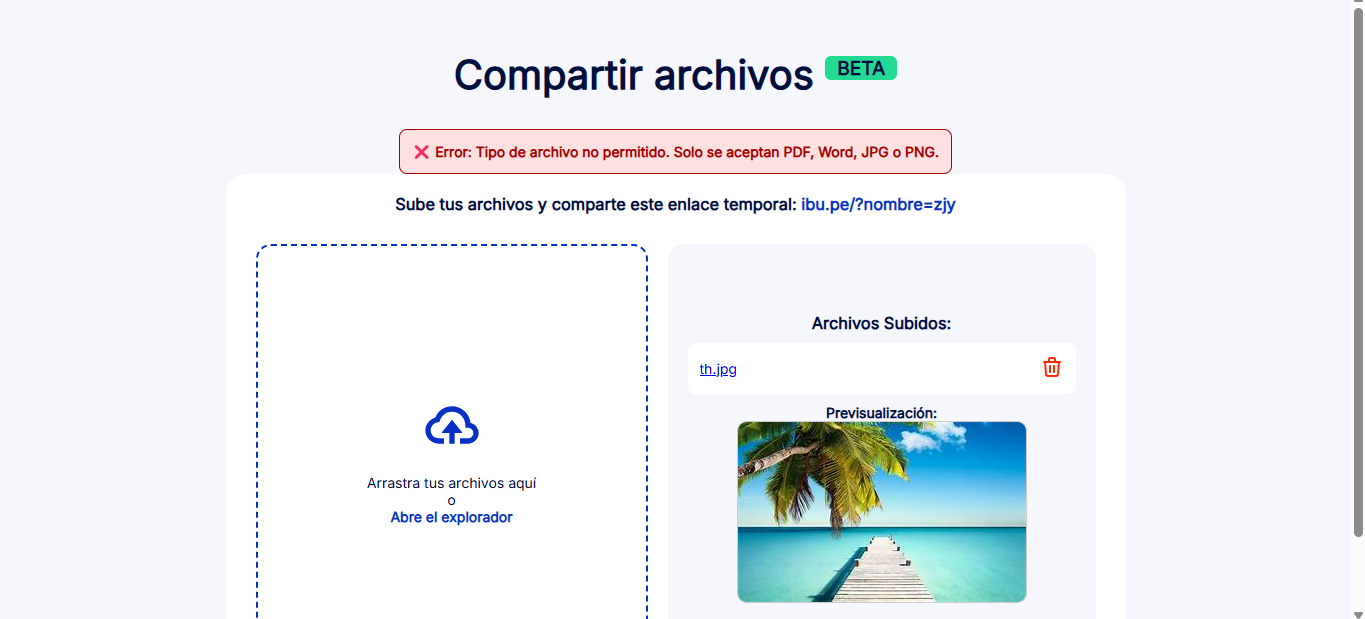 Compartir archivos BETA
❌ Error: Tipo de archivo no permitido. Solo se aceptan PDF, Word, JPG o PNG.
Sube tus archivos y comparte este enlace temporal: ibu.pe/?nombre=zjy
Arrastra tus archivos aquí
o
Abre el explorador
Archivos Subidos:
th.jpg
Previsualización: